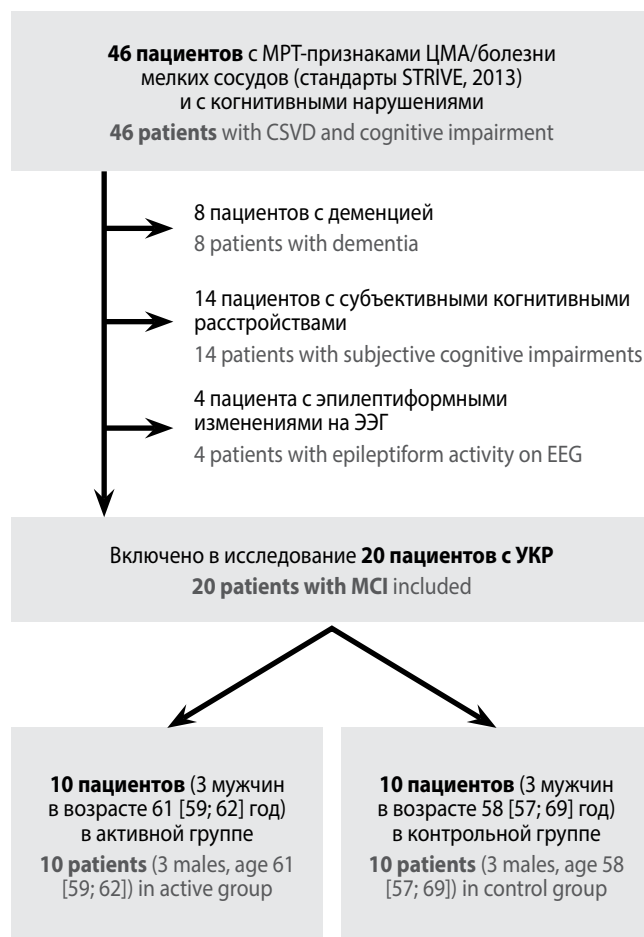 46 пациентов с МРТ-признаками ЦМА/болезни
мелких сосудов (стандарты STRIVE, 2013)
и с когнитивными нарушениями
46 patients with CSVD and cognitive impairment
8 пациентов с деменцией
8 patients with dementia
14 пациентов с субъективными когнитивными
расстройствами
14 patients with subjective cognitive impairments
4 пациента с эпилептиформными
изменениями на ЭЭГ
4 patients with epileptiform activity on EEG
Включено в исследование 20 пациентов с УКР
20 patients with MCI included
10 пациентов (3 мужчин
в возрасте 61 [59; 62] год)
в активной группе
10 patients (3 males, age 61
[59; 62]) in active group
10 пациентов (3 мужчин
в возрасте 58 [57; 69] год)
в контрольной группе
10 patients (3 males, age 58
[57; 69]) in control group